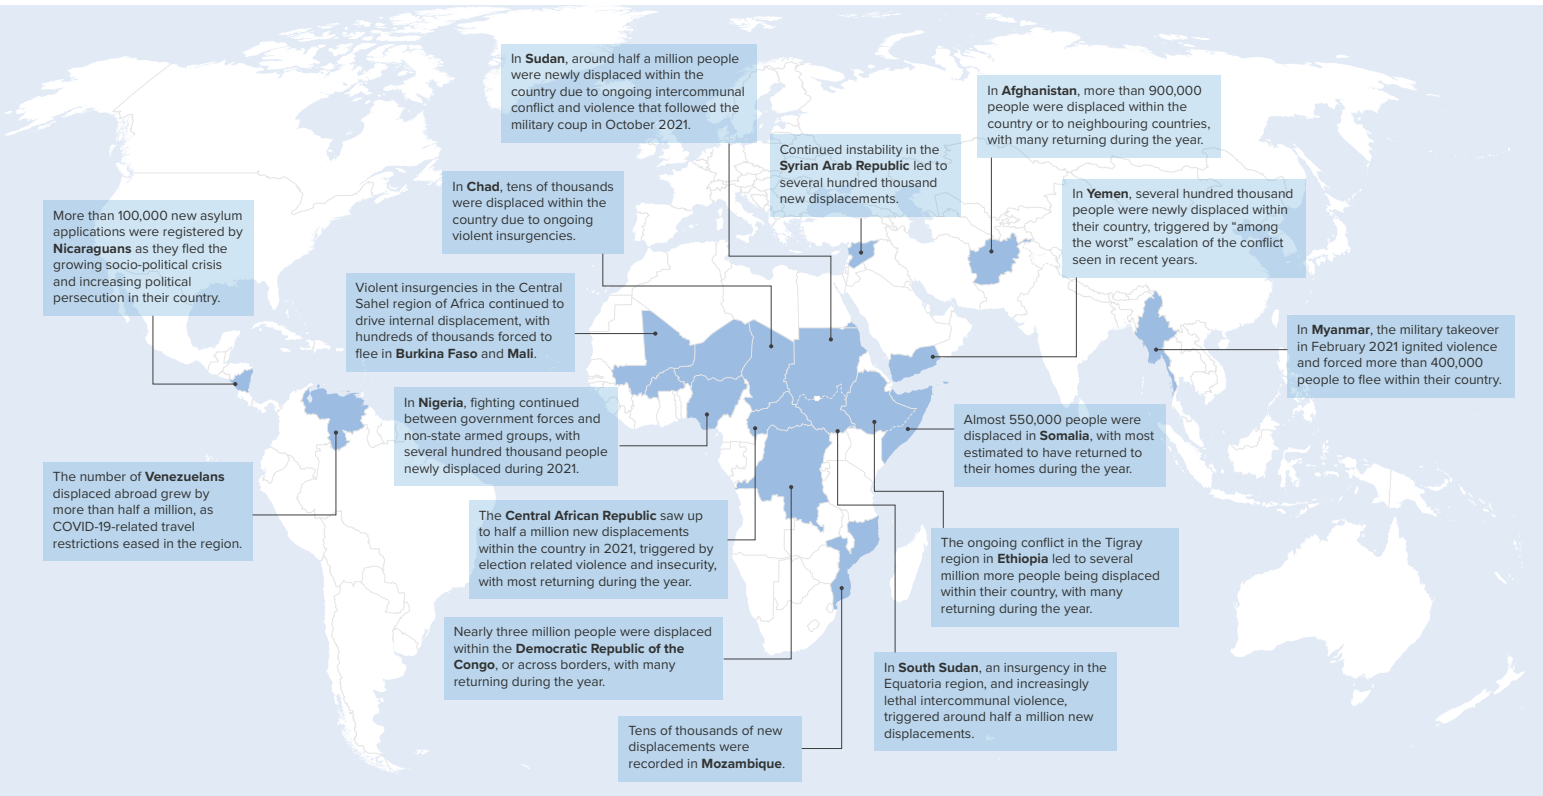 In Sudan, around half a million people
were newly displaced within the
country due to ongoing intercommunal
conflict and violence that followed the
military coup in October 2021.
In Afghanistan, more than 900,000
people were displaced within the
country or to neighbouring countries,
with many returning during the year.
Continued instability in the
Syrian Arab Republic led to
several hundred thousand
new displacements.
In Chad, tens of thousands
were displaced within the
country due to ongoing
violent insurgencies.
In Yemen, several hundred thousand
people were newly displaced within
their country, triggered by “among
the worst” escalation of the conflict
seen in recent years.
More than 100,000 new asylum
applications were registered by
Nicaraguans as they fled the
growing socio-political crisis
and increasing political
persecution in their country.
Violent insurgencies in the Central
Sahel region of Africa continued to
drive internal displacement, with
hundreds of thousands forced to
flee in Burkina Faso and Mali.
In Myanmar, the military takeover
in February 2021 ignited violence
and forced more than 400,000
people to flee within their country.
In Nigeria, fighting continued
between government forces and
non-state armed groups, with
several hundred thousand people
newly displaced during 2021.
Almost 550,000 people were
displaced in Somalia, with most
estimated to have returned to
their homes during the year.
The number of Venezuelans
displaced abroad grew by
more than half a million, as
COVID-19-related travel
restrictions eased in the region.
The Central African Republic saw up
to half a million new displacements
within the country in 2021, triggered by
election related violence and insecurity,
with most returning during the year.
The ongoing conflict in the Tigray
region in Ethiopia led to several
million more people being displaced
within their country, with many
returning during the year.
Nearly three million people were displaced
within the Democratic Republic of the
Congo, or across borders, with many
returning during the year.
In South Sudan, an insurgency in the
Equatoria region, and increasingly
lethal intercommunal violence,
triggered around half a million new
displacements.
Tens of thousands of new
displacements were
recorded in Mozambique.